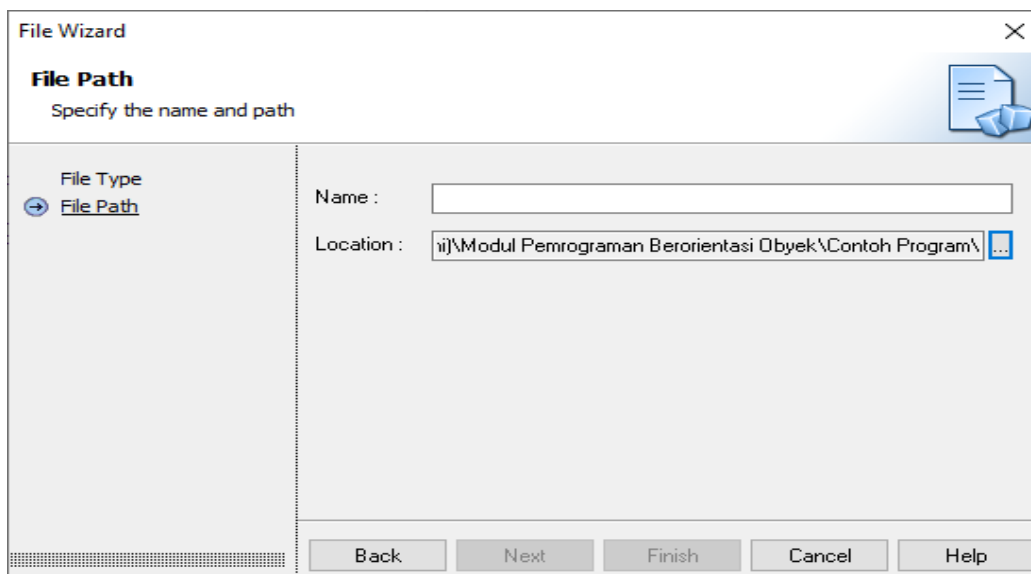 File Wizard
File Path
Specify the name and path
File Type
File Path
Name :
Location :
\Modul Pemrograman Berorientasi Obyek\Contoh Program\
...
Back
Next
Finish
Cancel
Help